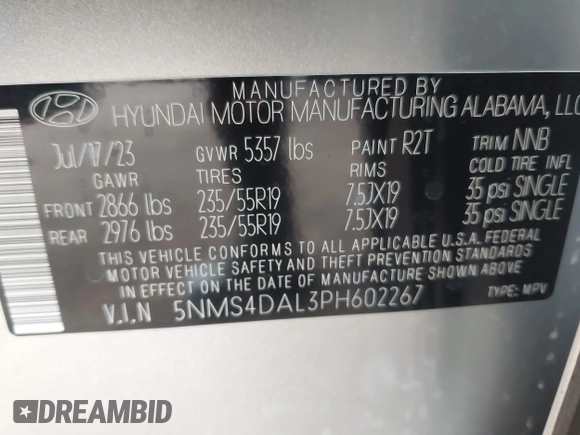 MANUFACTURED BY
HYUNDAI MOTOR MANUFACTURING ALABAMA, LLC
Jul/17/23 GVWR 5357 lbs PAINT R2T TRIM NNB
GAWR TIRES RIMS COLD TIRE INFL
FRONT 2866 lbs 235/55R19 7.5JX19 35 psi SINGLE
REAR 2976 lbs 235/55R19 7.5JX19 35 psi SINGLE
THIS VEHICLE CONFORMS TO ALL APPLICABLE U.S.A. FEDERAL
MOTOR VEHICLE SAFETY AND THEFT PREVENTION STANDARDS
IN EFFECT ON THE DATE OF MANUFACTURE SHOWN ABOVE.
V.I.N 5NMS4DAL3PH602267 TYPE: MPV
DREAMBID